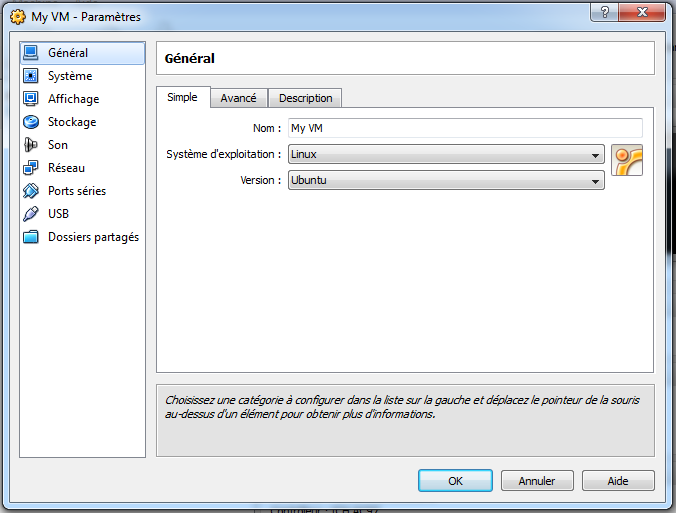 My VM - Paramètres
?
Général
Système
Affichage
Stockage
Son
Réseau
Ports séries
USB
Dossiers partagés
Général
Simple
Avancé
Description
Nom :
My VM
Système d'exploitation :
Linux
Version :
Ubuntu
Choisissez une catégorie à configurer dans la liste sur la gauche et déplacez le pointeur de la souris
au-dessus d'un élément pour obtenir plus d'informations.
OK
Annuler
Aide